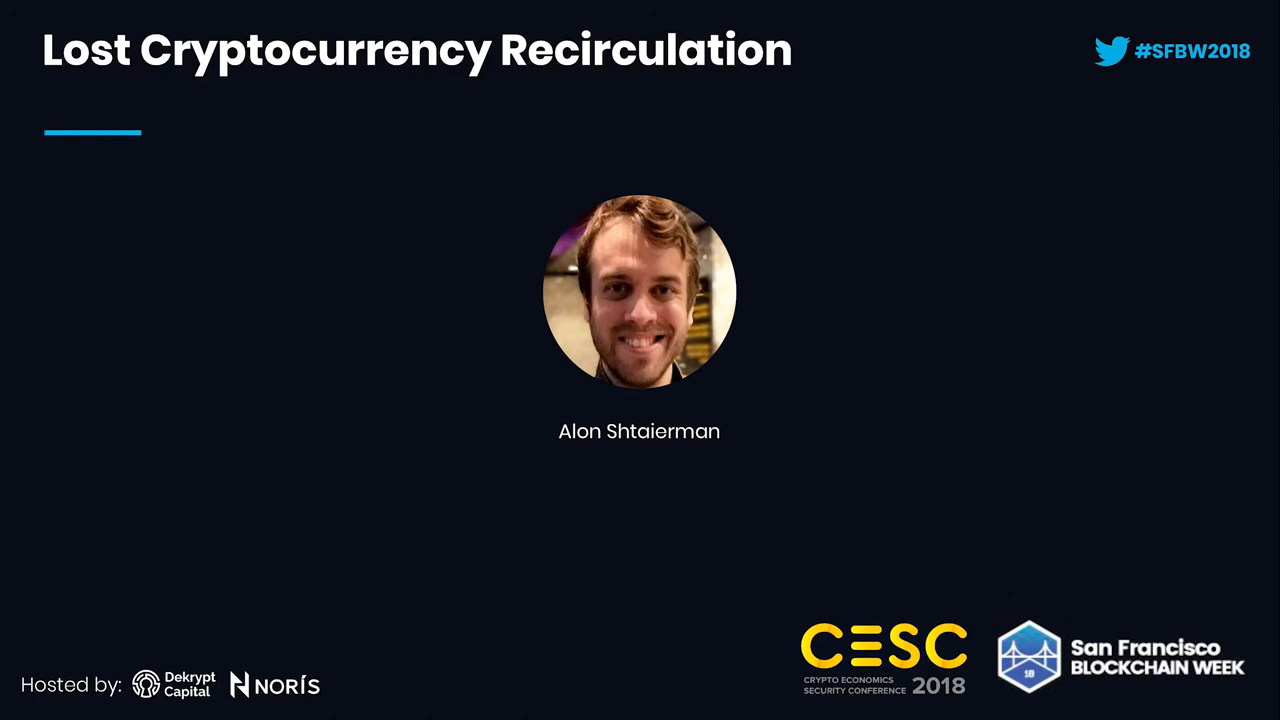 Lost Cryptocurrency Recirculation
#SFBW2018
Alon Shtaierman
Hosted by:
Dekrypt
Capital
NORÍS
CESC
CRYPTO ECONOMICS
SECURITY CONFERENCE 2018
San Francisco
BLOCKCHAIN WEEK